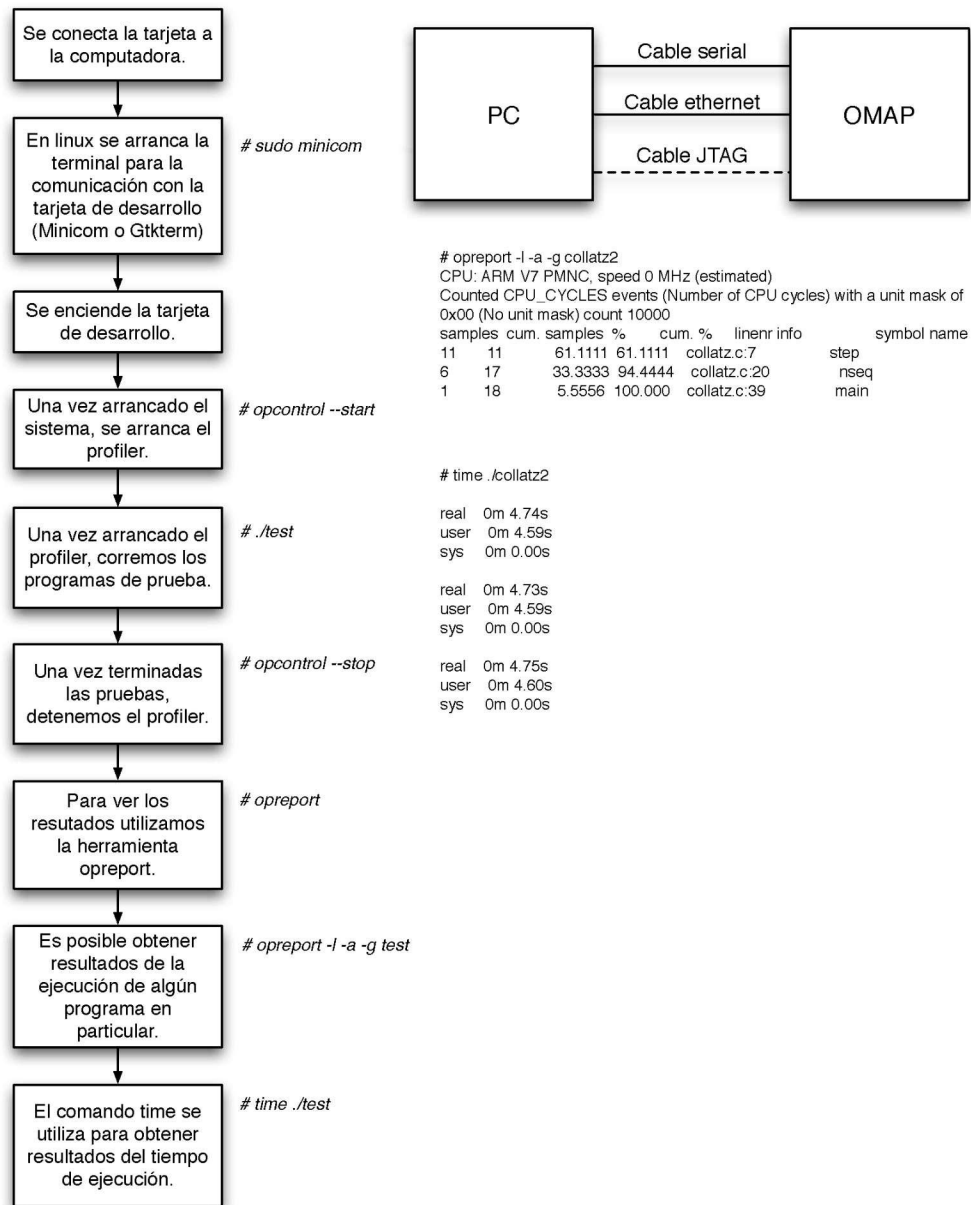 Se conecta la tarjeta a
la computadora.
En linux se arranca la
terminal para la
comunicación con la
tarjeta de desarrollo
(Minicom o Gtkterm)
# sudo minicom
Se enciende la tarjeta
de desarrollo.
Una vez arrancado el
sistema, se arranca el
profiler.
# opcontrol --start
Una vez arrancado el
profiler, corremos los
programas de prueba.
# ./test
Una vez terminadas
las pruebas,
detenemos el profiler.
# opcontrol --stop
Para ver los
resutados utilizamos
la herramienta
opreport.
# opreport
Es posible obtener
resultados de la
ejecución de algún
programa en
particular.
# opreport -l -a -g test
El comando time se
utiliza para obtener
resultados del tiempo
de ejecución.
# time ./test
PC
Cable serial
Cable ethernet
Cable JTAG
OMAP
# opreport -l -a -g collatz2
CPU: ARM V7 PMNC, speed 0 MHz (estimated)
Counted CPU_CYCLES events (Number of CPU cycles) with a unit mask of
0x00 (No unit mask) count 10000
samples cum. samples % cum. % linenr info symbol name
11 11 61.1111 61.1111 collatz.c:7 step
6 17 33.3333 94.4444 collatz.c:20 nseq
1 18 5.5556 100.000 collatz.c:39 main
# time ./collatz2
real 0m 4.74s
user 0m 4.59s
sys 0m 0.00s
real 0m 4.73s
user 0m 4.59s
sys 0m 0.00s
real 0m 4.75s
user 0m 4.60s
sys 0m 0.00s